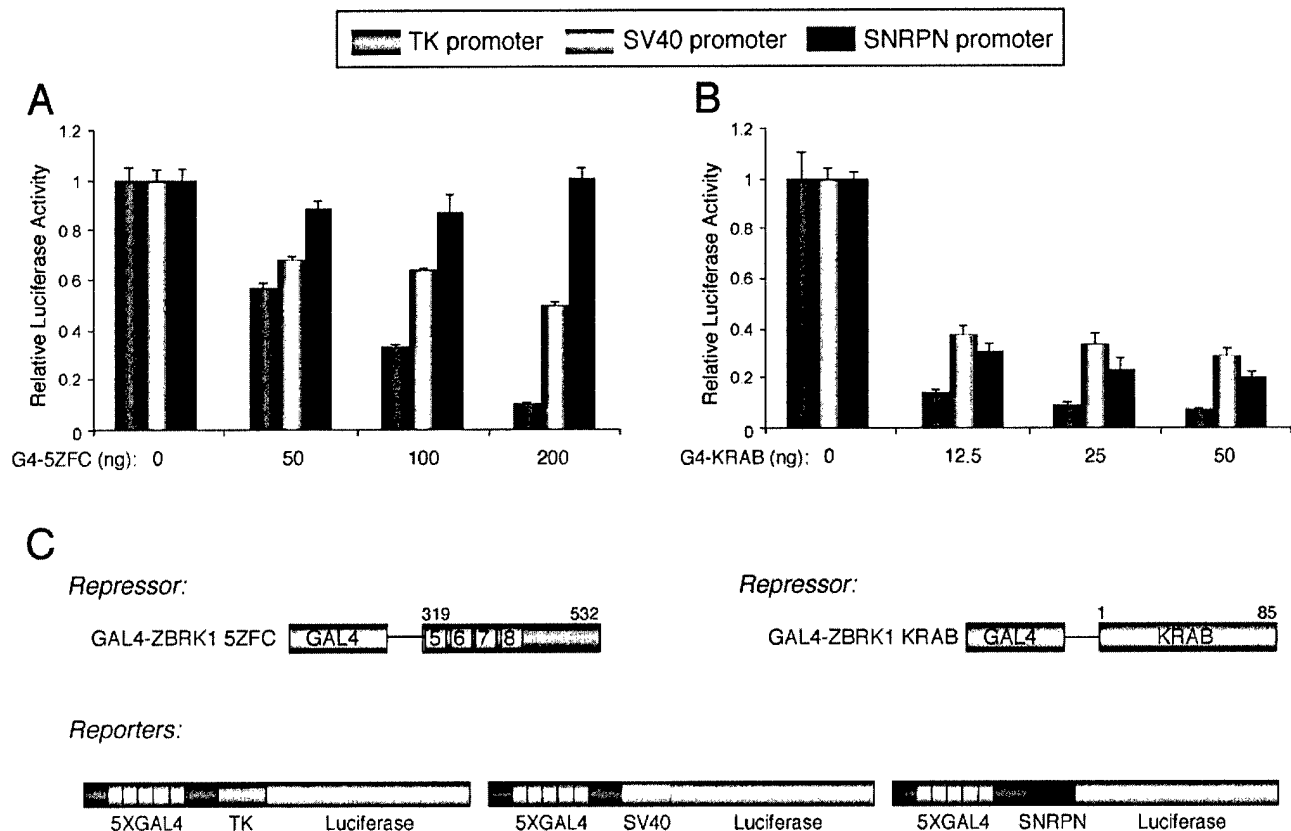 TK promoter SV40 promoter SNRPN promoter
A
Relative Luciferase Activity
1.2
1
0.8
0.6
0.4
0.2
0
G4-5ZFC (ng): 0 50 100 200
B
Relative Luciferase Activity
1.2
1
0.8
0.6
0.4
0.2
0
G4-KRAB (ng): 0 12.5 25 50
C
Repressor:
319 532
GAL4-ZBRK1 5ZFC GAL4 5 6 7 8
Repressor:
1 85
GAL4-ZBRK1 KRAB GAL4 KRAB
Reporters:
5XGAL4 TK Luciferase
5XGAL4 SV40 Luciferase
5XGAL4 SNRPN Luciferase